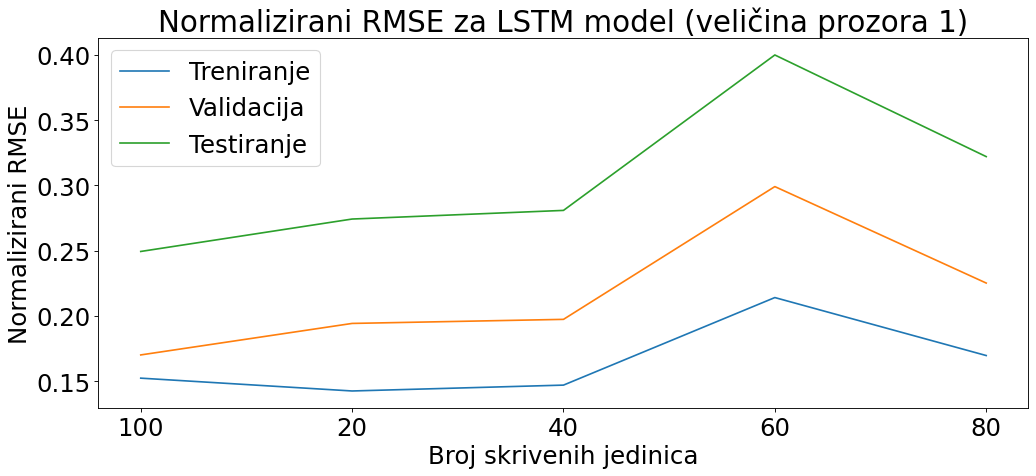 Normalizirani RMSE za LSTM model (veličina prozora 1)
Treniranje
Validacija
Testiranje
Normalizirani RMSE
0.40
0.35
0.30
0.25
0.20
0.15
100 20 40 60 80
Broj skrivenih jedinica